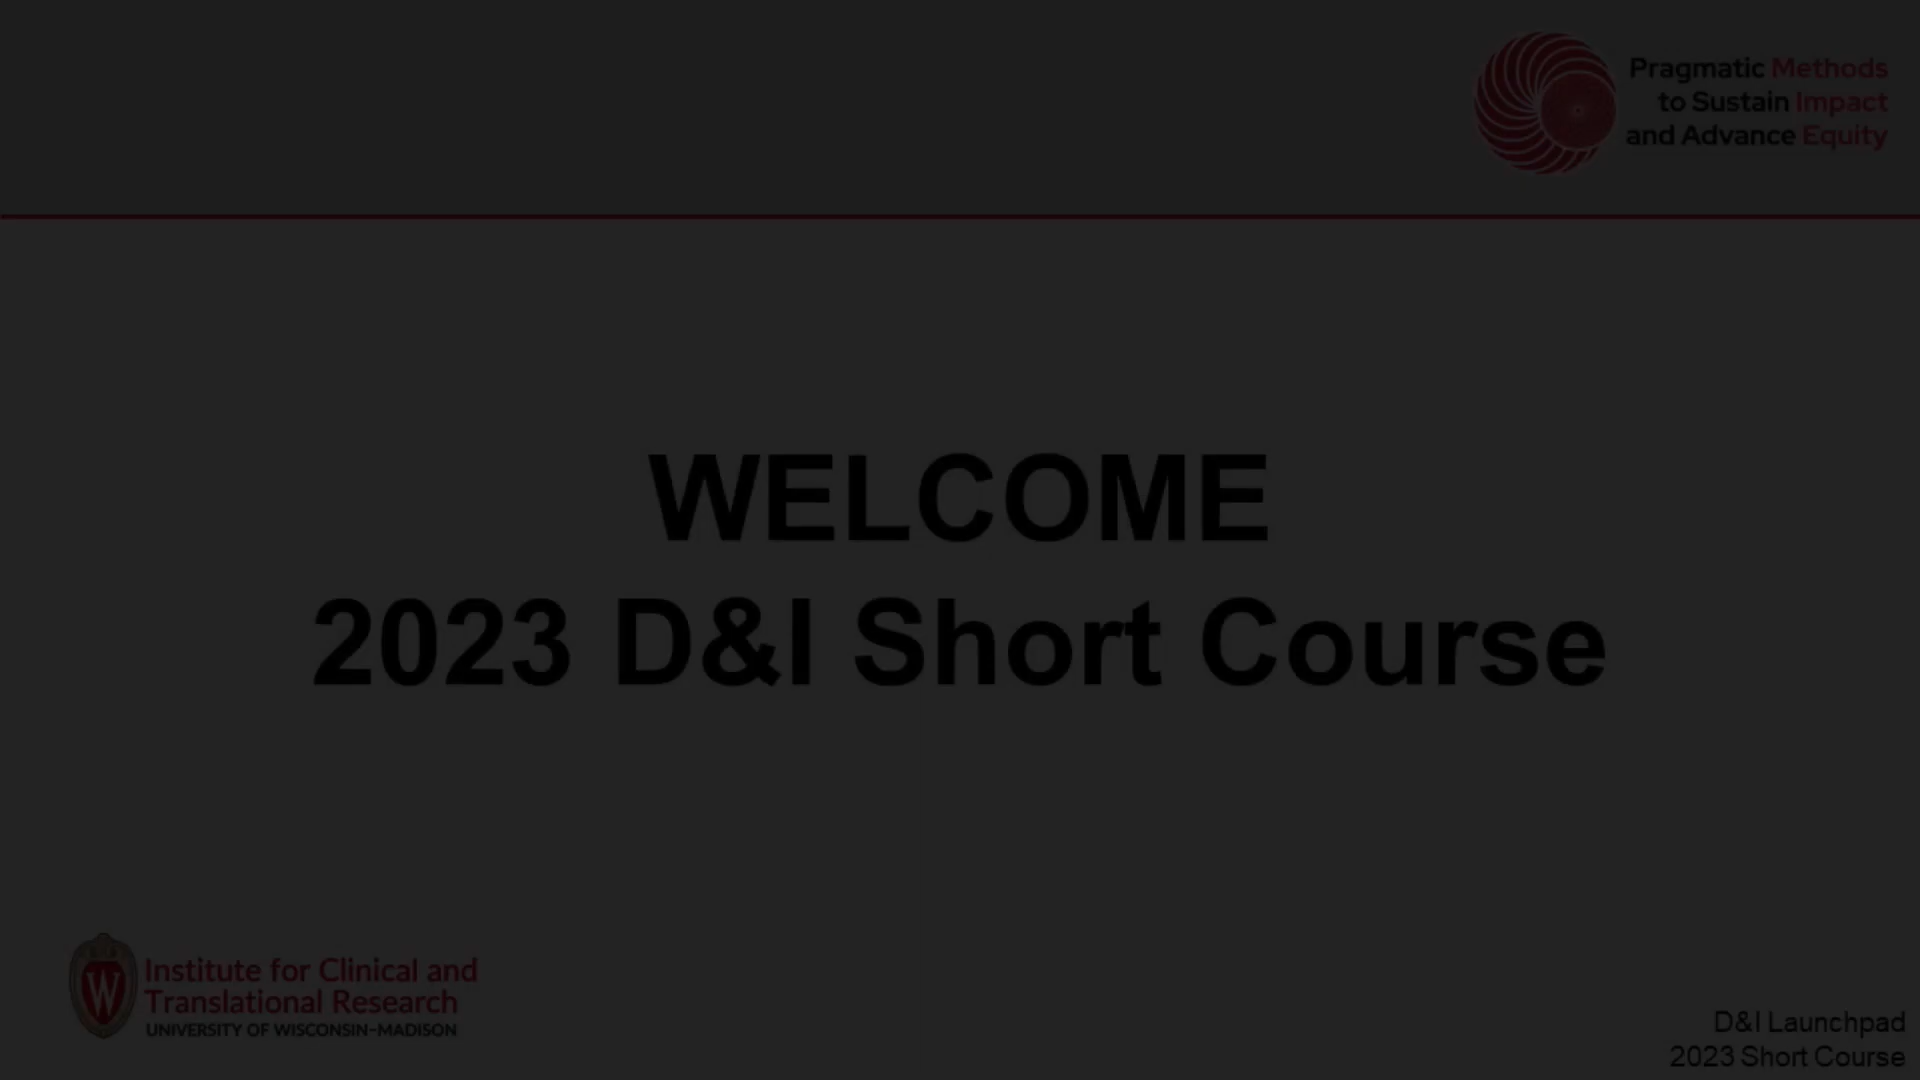 Pragmatic Methods
to Sustain Impact
and Advance Equity
WELCOME
2023 D&I Short Course
W
Institute for Clinical and
Translational Research
UNIVERSITY OF WISCONSIN–MADISON
D&I Launchpad
2023 Short Course